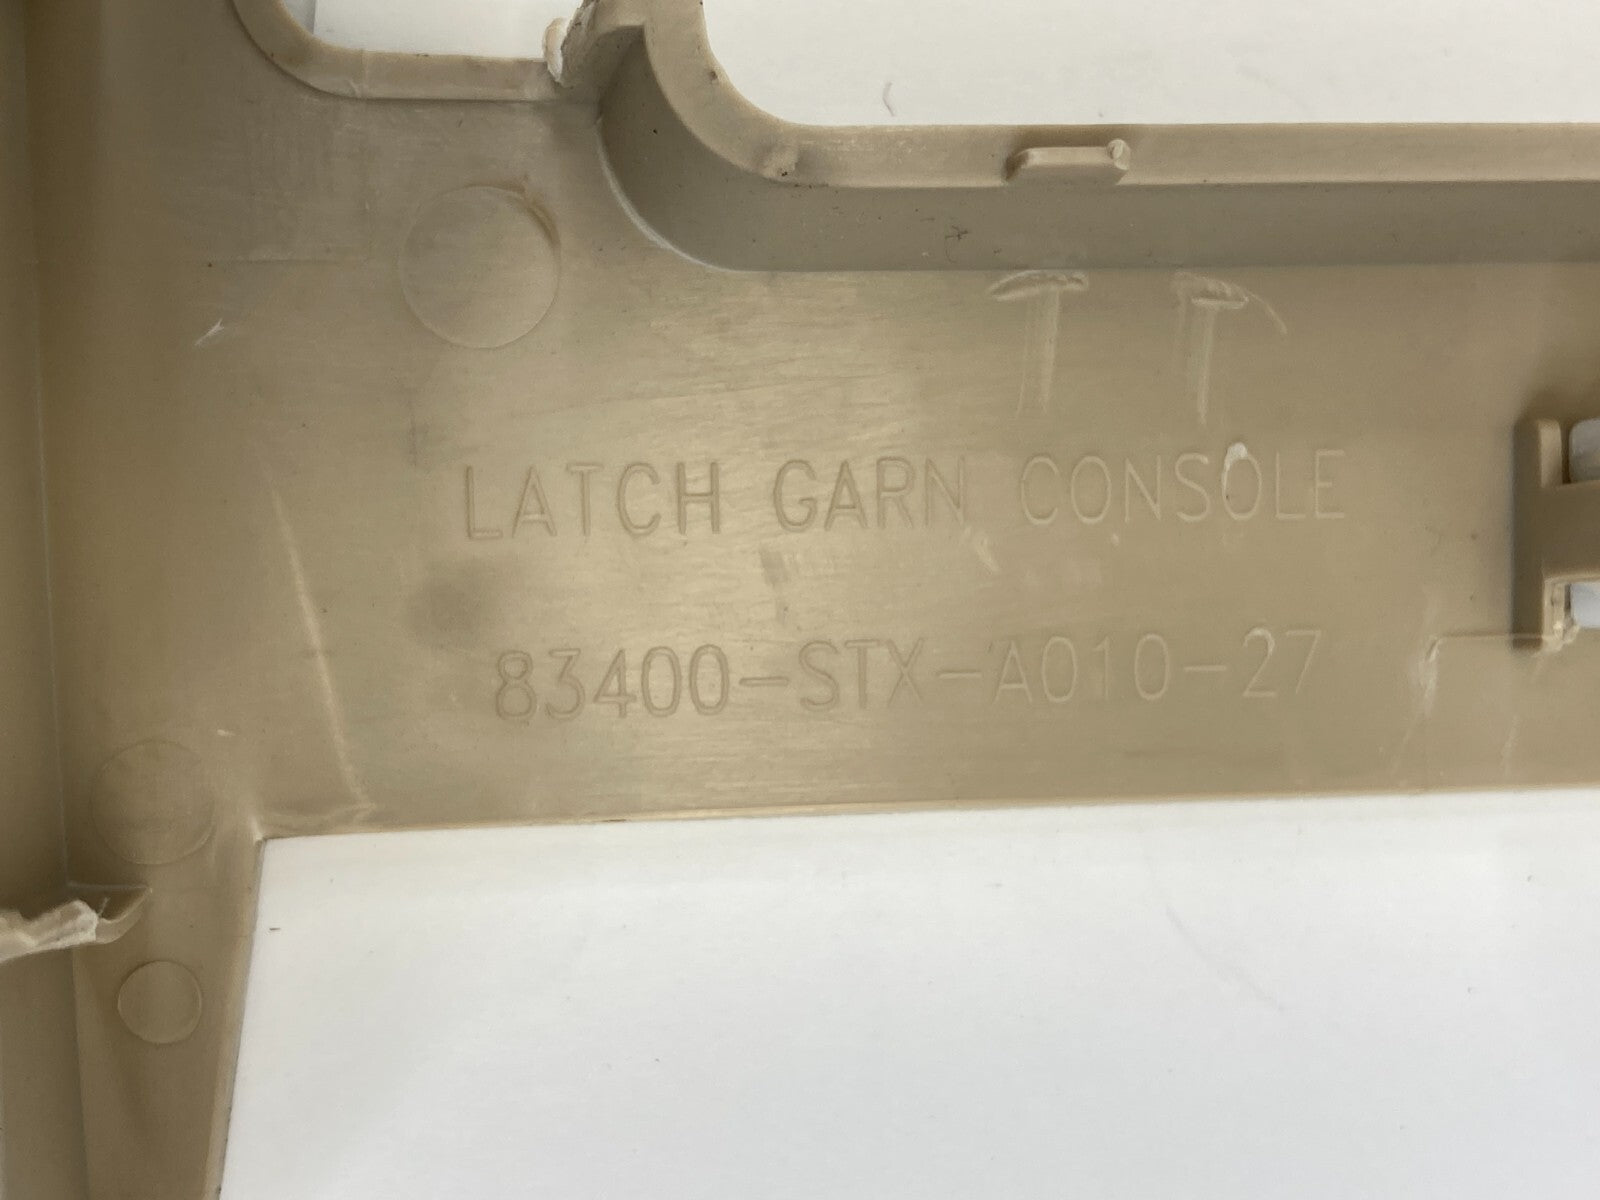 LATCH GARN CONSOLE
83400-STX-A010-27